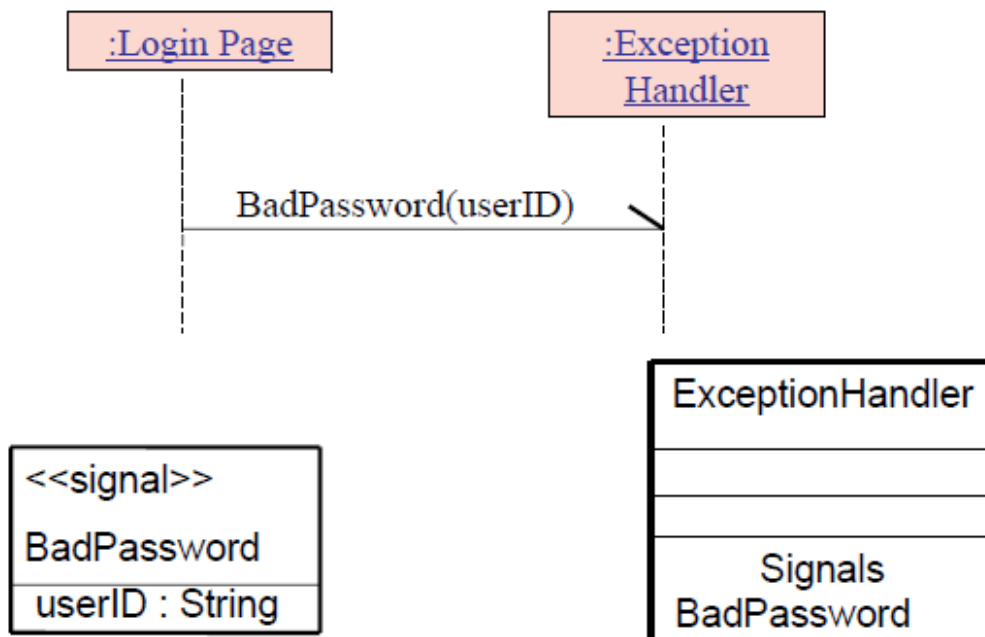 :Login Page
:Exception
Handler
BadPassword(userID)
ExceptionHandler
<<signal>>
BadPassword
userID : String
Signals
BadPassword